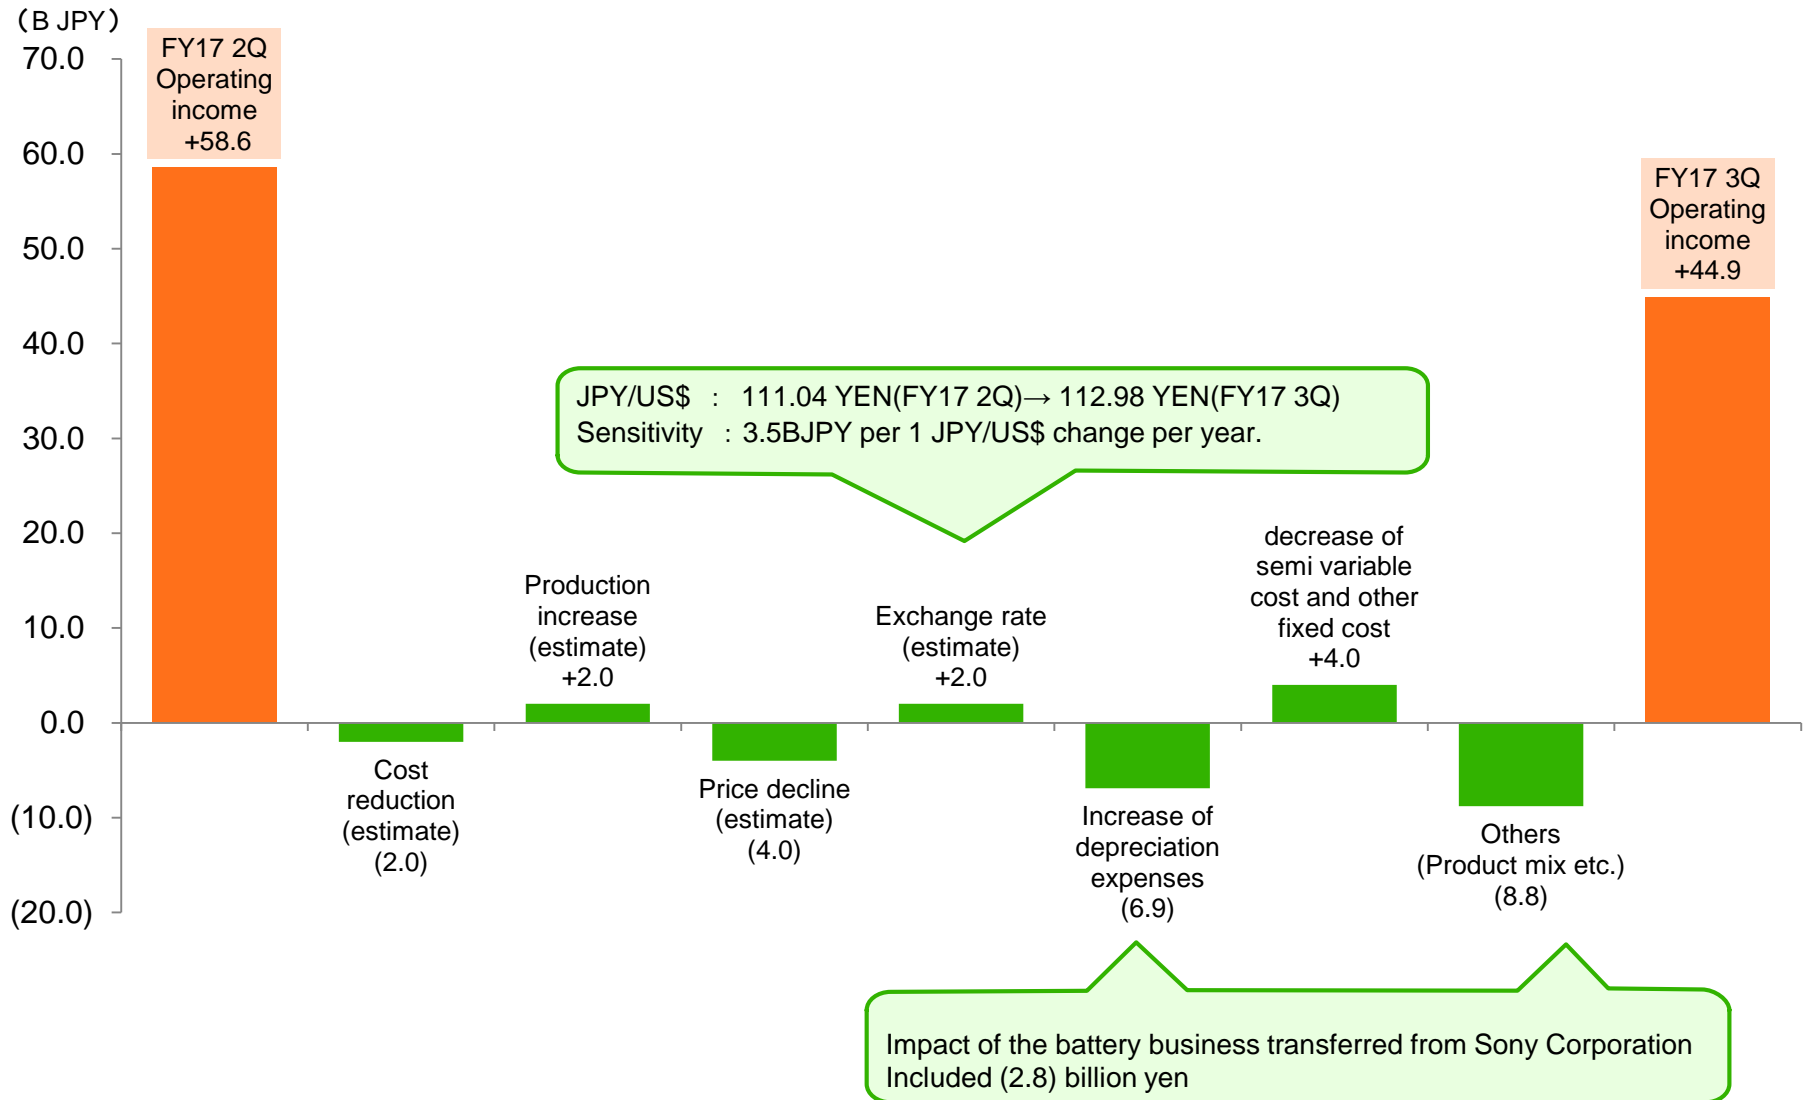 （B JPY）
70.0
60.0
50.0
40.0
30.0
20.0
10.0
0.0
(10.0)
(20.0)
FY17 2Q
Operating
income
+58.6
Cost
reduction
(estimate)
(2.0)
Production
increase
(estimate)
+2.0
Price decline
(estimate)
(4.0)
JPY/US$ ： 111.04 YEN(FY17 2Q)→ 112.98 YEN(FY17 3Q)
Sensitivity ：3.5BJPY per 1 JPY/US$ change per year.
Exchange rate
(estimate)
+2.0
Increase of
depreciation
expenses
(6.9)
decrease of
semi variable
cost and other
fixed cost
+4.0
Others
(Product mix etc.)
(8.8)
FY17 3Q
Operating
income
+44.9
Impact of the battery business transferred from Sony Corporation
Included (2.8) billion yen